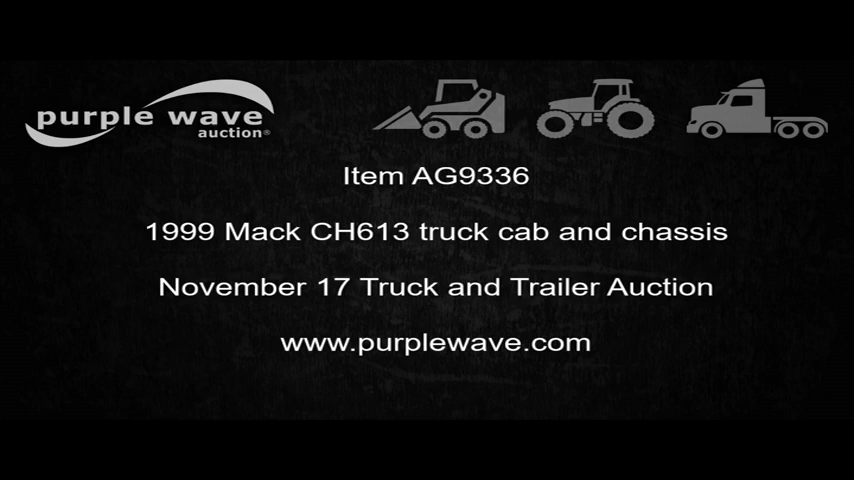 purple wave
auction®
Item AG9336
1999 Mack CH613 truck cab and chassis
November 17 Truck and Trailer Auction
www.purplewave.com